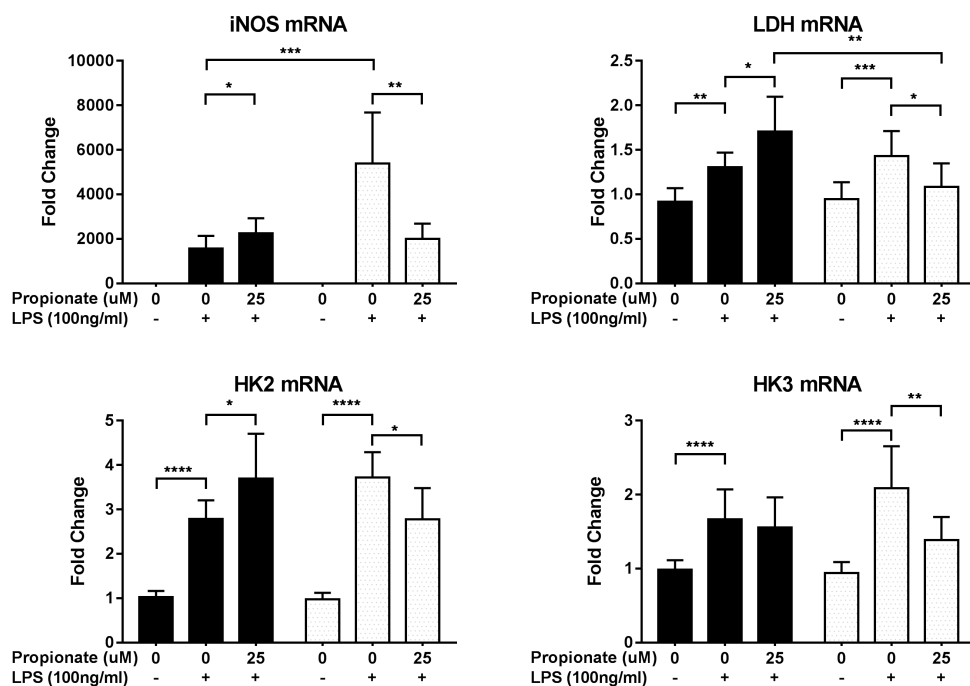 iNOS mRNA
***
*
**
10000
8000
6000
4000
2000
0
Fold Change
Propionate (uM) 0 0 25 0 0 25
LPS (100ng/ml) - + + - + +
LDH mRNA
**
*
***
**
*
2.5
2.0
1.5
1.0
0.5
0.0
Fold Change
Propionate (uM) 0 0 25 0 0 25
LPS (100ng/ml) - + + - + +
HK2 mRNA
*
****
*
****
5
4
3
2
1
0
Fold Change
Propionate (uM) 0 0 25 0 0 25
LPS (100ng/ml) - + + - + +
HK3 mRNA
**
****
****
3
2
1
0
Fold Change
Propionate (uM) 0 0 25 0 0 25
LPS (100ng/ml) - + + - + +